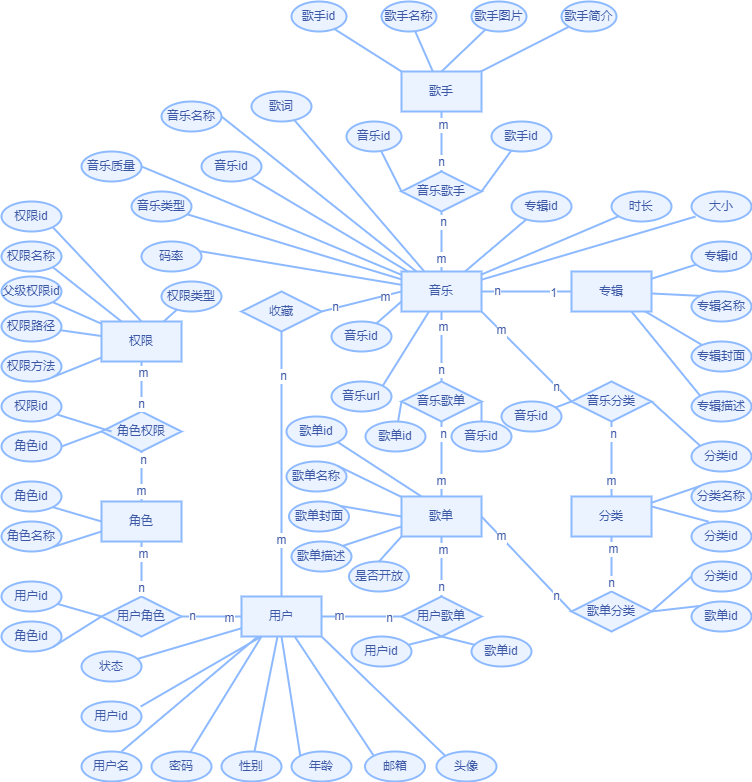 歌手id
歌手名称
歌手图片
歌手简介
歌手
m
音乐名称
歌词
音乐id
歌手id
n
音乐质量
音乐id
音乐歌手
音乐类型
专辑id
时长
大小
权限id
n
码率
m
权限名称
专辑id
父级权限id
权限类型
收藏
n
m
音乐
n
1
专辑
专辑名称
权限路径
权限
音乐id
m
m
专辑封面
权限方法
m
n
n
n
音乐url
音乐歌单
音乐分类
权限id
n
音乐id
专辑描述
角色权限
歌单id
歌单id
音乐id
n
n
角色id
n
分类id
歌单名称
角色id
m
m
m
分类名称
角色
歌单封面
歌单
分类
角色名称
m
m
歌单描述
m
m
m
分类id
是否开放
n
n
n
n
分类id
用户id
用户角色
n
m
用户
m
n
用户歌单
歌单分类
歌单id
角色id
用户id
歌单id
状态
用户id
用户名
密码
性别
年龄
邮箱
头像